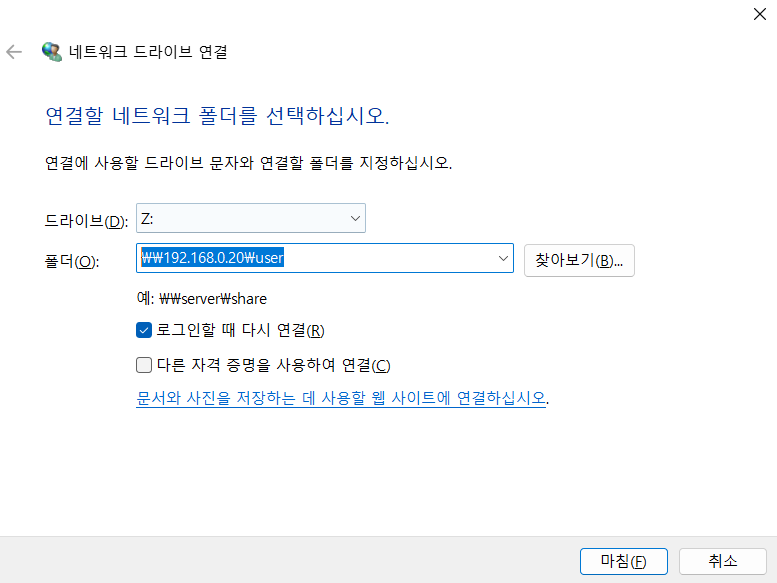 네트워크 드라이브 연결
연결할 네트워크 폴더를 선택하십시오.
연결에 사용할 드라이브 문자와 연결할 폴더를 지정하십시오.
드라이브(D): Z:
폴더(O): ₩₩192.168.0.20₩user 찾아보기(B)...
예: ₩₩server₩share
로그인할 때 다시 연결(R)
다른 자격 증명을 사용하여 연결(C)
문서와 사진을 저장하는 데 사용할 웹 사이트에 연결하십시오.
마침(F) 취소